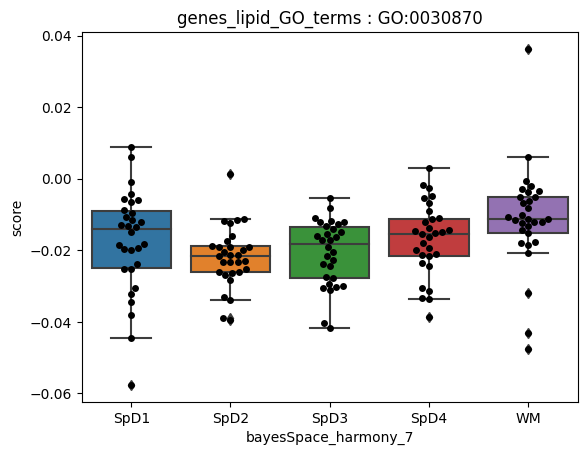 genes_lipid_GO_terms : GO:0030870
0.04
0.02
0.00
−0.02
−0.04
−0.06
score
SpD1 SpD2 SpD3 SpD4 WM
bayesSpace_harmony_7